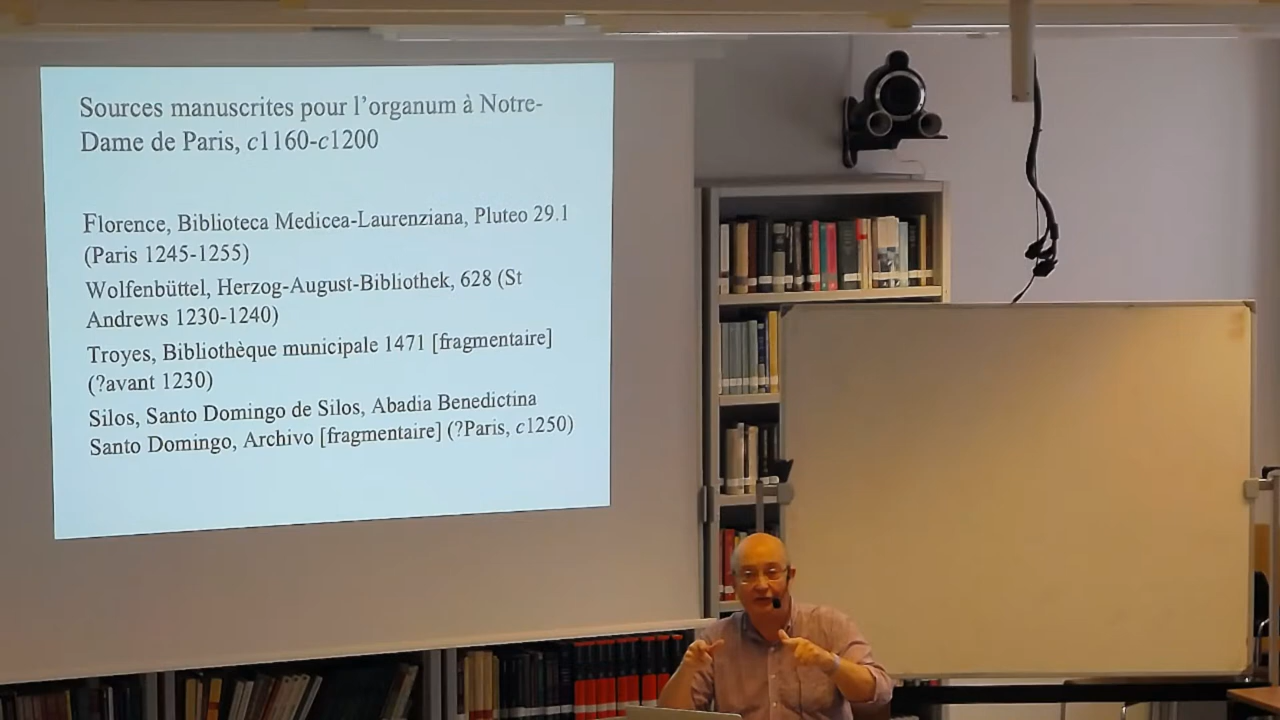 Sources manuscrites pour l’organum à Notre-
Dame de Paris, c1160-c1200
Florence, Biblioteca Medicea-Laurenziana, Pluteo 29.1
(Paris 1245-1255)
Wolfenbüttel, Herzog-August-Bibliothek, 628 (St
Andrews 1230-1240)
Troyes, Bibliothèque municipale 1471 [fragmentaire]
(?avant 1230)
Silos, Santo Domingo de Silos, Abadia Benedictina
Santo Domingo, Archivo [fragmentaire] (?Paris, c1250)